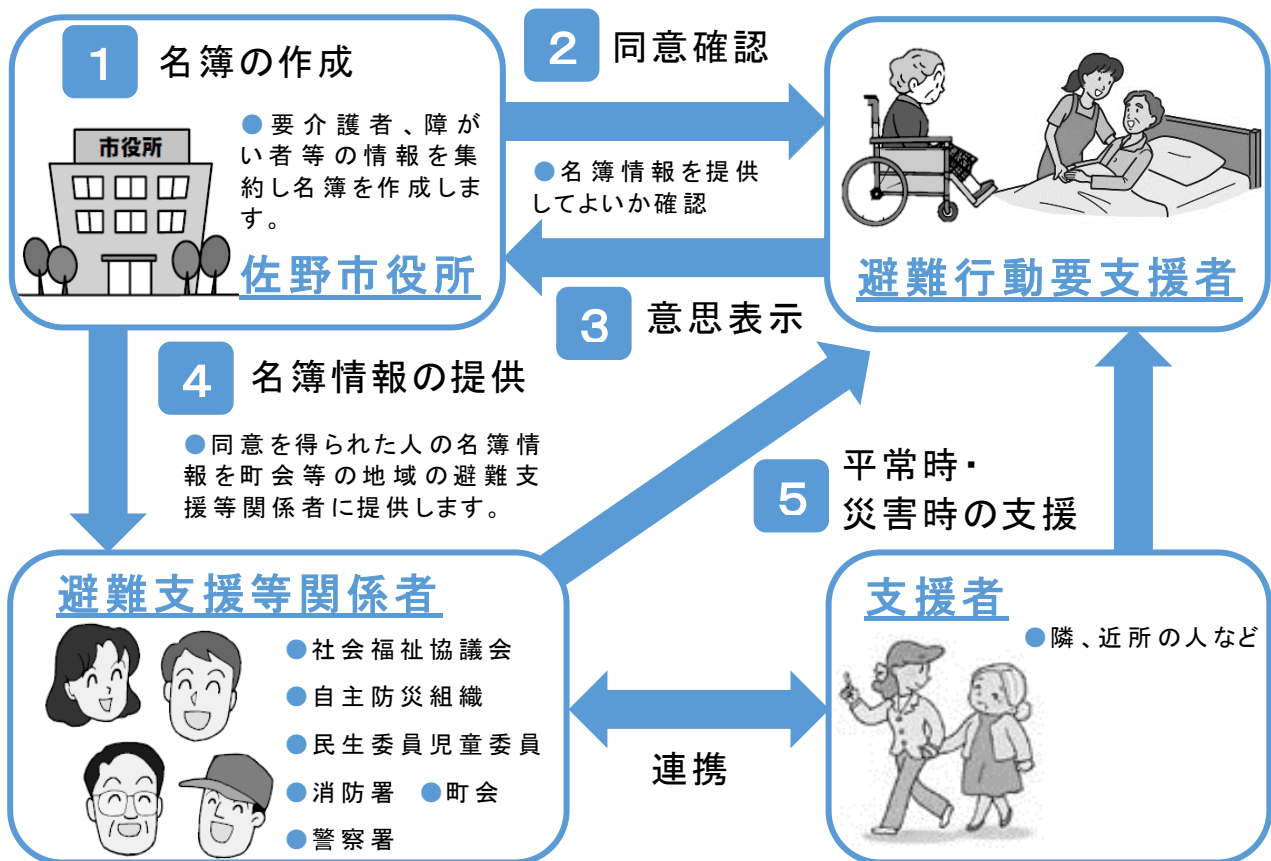 1 名簿の作成
市役所
●要介護者、障が
い者等の情報を集
約し名簿を作成しま
す。
佐野市役所
2 同意確認
●名簿情報を提供
してよいか確認
3 意思表示
避難行動要支援者
4 名簿情報の提供
●同意を得られた人の名簿情
報を町会等の地域の避難支
援等関係者に提供します。
5 平常時・
災害時の支援
避難支援等関係者
●社会福祉協議会
●自主防災組織
●民生委員児童委員
●消防署 ●町会
●警察署
連携
支援者
●隣、近所の人など